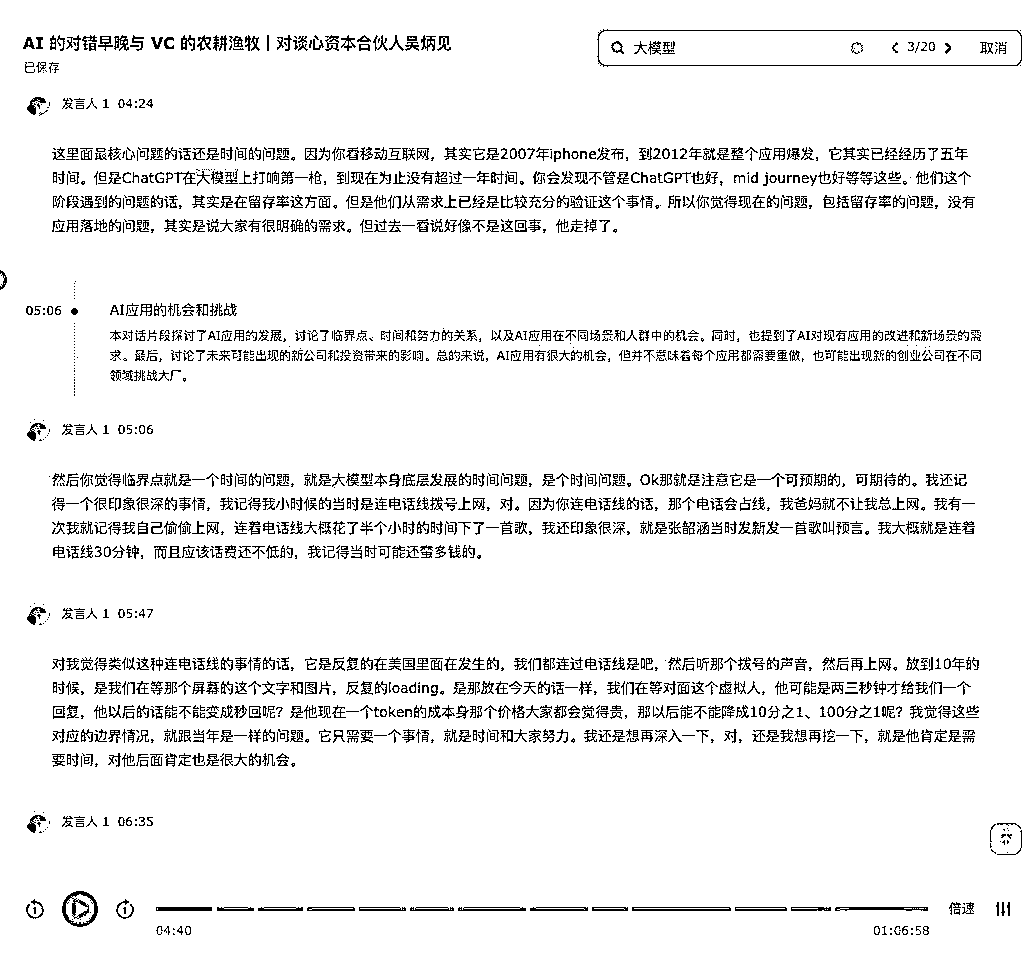 AI 的对错早晚与 VC 的农耕渔牧｜对谈心资本合伙人吴炳见
已保存
大模型
3/20
取消
发言人 1 04:24
这里面最核心问题的话还是时间的问题。因为你看移动互联网，其实它是2007年iphone发布，到2012年就是整个应用爆发，它其实已经经历了五年
时间。但是ChatGPT在大模型上打响第一枪，到现在为止没有超过一年时间。你会发现不管是ChatGPT也好，mid journey也好等等这些。他们这个
阶段遇到的问题的话，其实是在留存率这方面。但是他们从需求上已经是比较充分的验证这个事情。所以你觉得现在的问题，包括留存率的问题，没有
应用落地的问题，其实是说大家有很明确的需求。但过去一看说好像不是这回事，他走掉了。
05:06
AI应用的机会和挑战
本对话片段探讨了AI应用的发展，讨论了临界点、时间和努力的关系，以及AI应用在不同场景和人群中的机会。同时，也提到了AI对现有应用的改进和新场景的需
求。最后，讨论了未来可能出现的新公司和投资带来的影响。总的来说，AI应用有很大的机会，但并不意味着每个应用都需要重做，也可能出现新的创业公司在不同
领域挑战大厂。
发言人 1 05:06
然后你觉得临界点就是一个时间的问题，就是大模型本身底层发展的时间问题，是个时间问题。Ok那就是注意它是一个可预期的，可期待的。我还记
得一个很印象很深的事情，我记得我小时候的当时是连电话线拨号上网，对。因为你连电话线的话，那个电话会占线，我爸妈就不让我总上网。我有一
次我就记得我自己偷偷上网，连着电话线大概花了半个小时的时间下了一首歌，我还印象很深，就是张韶涵当时发新发一首歌叫预言。我大概就是连着
电话线30分钟，而且应该话费还不低的，我记得当时可能还蛮多钱的。
发言人 1 05:47
对我觉得类似这种连电话线的事情的话，它是反复的在美国里面在发生的，我们都连过电话线是吧，然后听那个拨号的声音，然后再上网。放到10年的
时候，是我们在等那个屏幕的这个文字和图片，反复的loading。是那放在今天的话一样，我们在等对面这个虚拟人，他可能是两三秒钟才给我们一个
回复，他以后的话能不能变成秒回呢？是他现在一个token的成本身那个价格大家都会觉得贵，那以后能不能降成10分之1、100分之1呢？我觉得这些
对应的边界情况，就跟当年是一样的问题。它只需要一个事情，就是时间和大家努力。我还是想再深入一下，对，还是我想再挖一下，就是他肯定是需
要时间，对他后面肯定也是很大的机会。
发言人 1 06:35
倍速
04:40
01:06:58